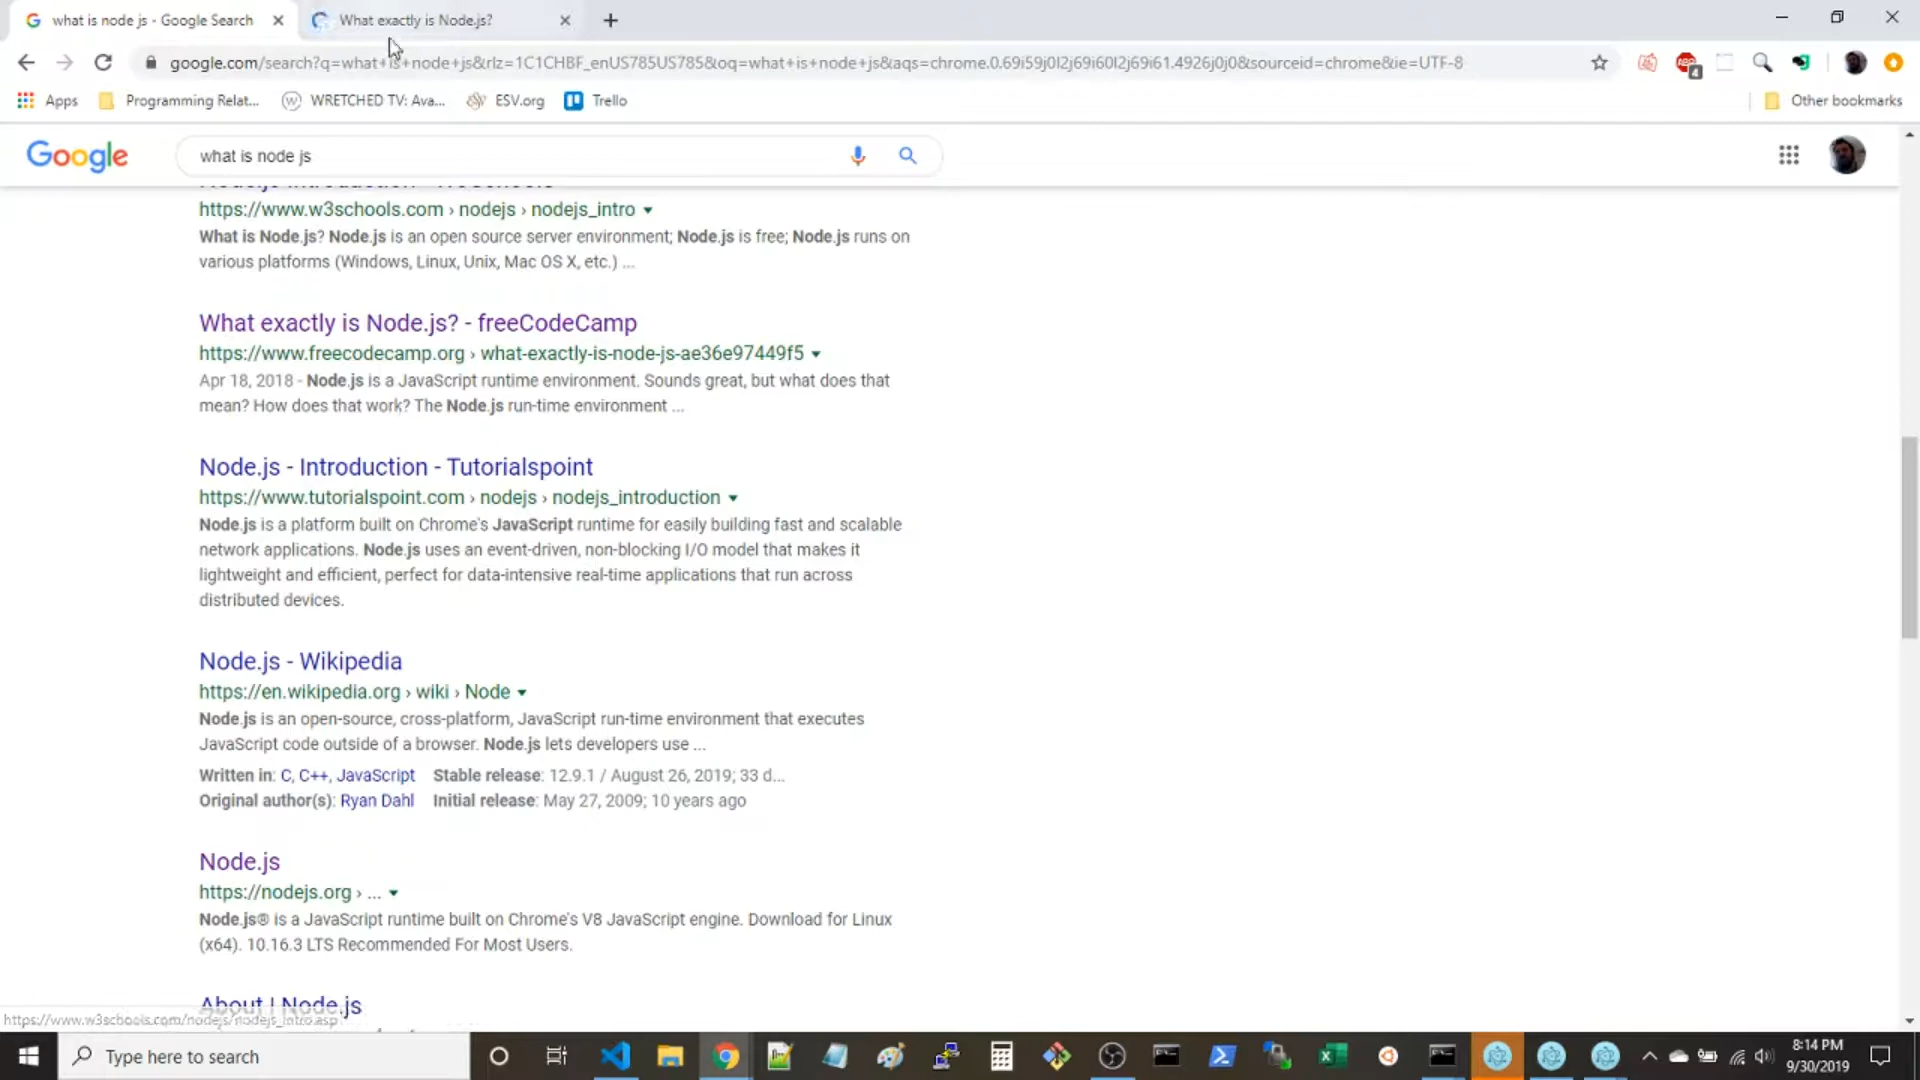 what is node js - Google Search
What exactly is Node.js?
google.com/search?q=what+is+node+js&rlz=1C1CHBF_enUS785US785&oq=what+is+node+js&aqs=chrome.0.69i59j0l2j69i60l2j69i61.4926j0j0&sourceid=chrome&ie=UTF-8
ABP
4
Apps
Programming Relat...
WRETCHED TV: Ava...
ESV.org
Trello
Other bookmarks
Google
what is node js
https://www.w3schools.com › nodejs › nodejs_intro
What is Node.js? Node.js is an open source server environment; Node.js is free; Node.js runs on
various platforms (Windows, Linux, Unix, Mac OS X, etc.) ...
What exactly is Node.js? - freeCodeCamp
https://www.freecodecamp.org › what-exactly-is-node-js-ae36e97449f5
Apr 18, 2018 - Node.js is a JavaScript runtime environment. Sounds great, but what does that
mean? How does that work? The Node.js run-time environment ...
Node.js - Introduction - Tutorialspoint
https://www.tutorialspoint.com › nodejs › nodejs_introduction
Node.js is a platform built on Chrome's JavaScript runtime for easily building fast and scalable
network applications. Node.js uses an event-driven, non-blocking I/O model that makes it
lightweight and efficient, perfect for data-intensive real-time applications that run across
distributed devices.
Node.js - Wikipedia
https://en.wikipedia.org › wiki › Node
Node.js is an open-source, cross-platform, JavaScript run-time environment that executes
JavaScript code outside of a browser. Node.js lets developers use ...
Written in: C, C++, JavaScript Stable release: 12.9.1 / August 26, 2019; 33 d...
Original author(s): Ryan Dahl Initial release: May 27, 2009; 10 years ago
Node.js
https://nodejs.org › ...
Node.js® is a JavaScript runtime built on Chrome's V8 JavaScript engine. Download for Linux
(x64). 10.16.3 LTS Recommended For Most Users.
About | Node.js
https://www.w3schools.com/nodejs/nodejs_intro.asp
Type here to search
8:14 PM
9/30/2019